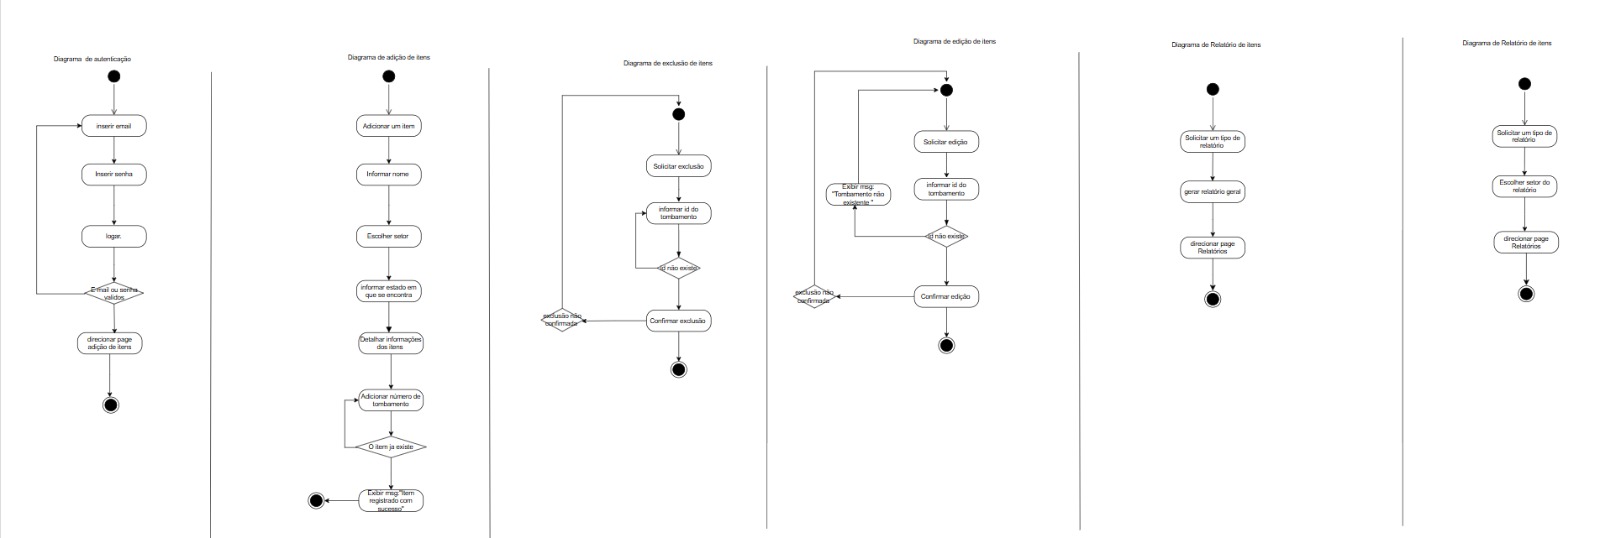 Diagrama de autenticação
inserir email
Inserir senha
logar.
E-mail ou senha
validos
direcionar page
adição de itens
Diagrama de adição de itens
Adicionar um item
Informar nome
Escolher setor
informar estado em
que se encontra
Detalhar informações
dos itens
Adicionar número de
tombamento
O item ja existe
Exibir msg:"Item
registrado com
sucesso"
Diagrama de exclusão de itens
Solicitar exclusão
informar id do
tombamento
id não existe
Confirmar exclusão
exclusão não
confirmada
Diagrama de edição de itens
Solicitar edição
informar id do
tombamento
Exibir msg:
"Tombamento não
existente "
id não existe
Confirmar edição
exclusão não
confirmada
Diagrama de Relatório de itens
Solicitar um tipo de
relatório
gerar relatório geral
direcionar page
Relatórios
Diagrama de Relatório de itens
Solicitar um tipo de
relatório
Escolher setor do
relatório
direcionar page
Relatórios